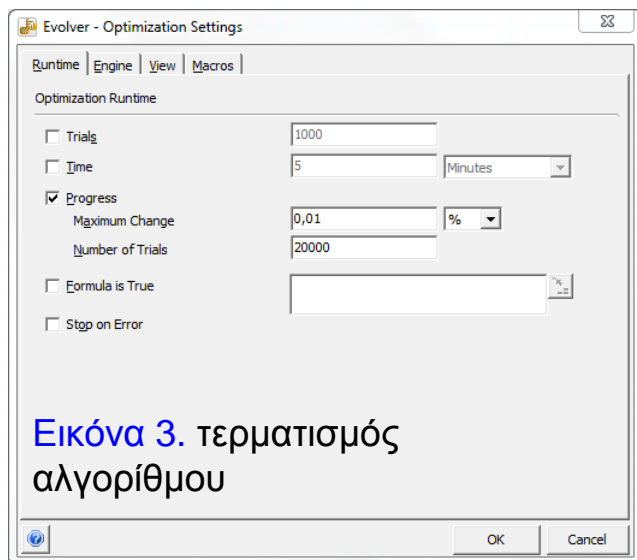 Evolver - Optimization Settings
Runtime Engine View Macros
Optimization Runtime
Trials 1000
Time 5 Minutes
Progress
Maximum Change 0,01 %
Number of Trials 20000
Formula is True
Stop on Error
Εικόνα 3. τερματισμός
αλγορίθμου
OK Cancel